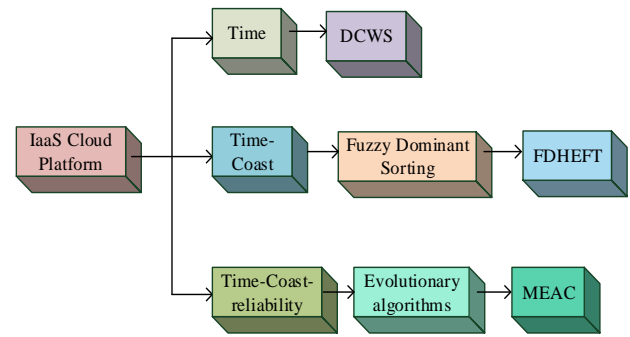 Time
DCWS
IaaS Cloud
Platform
Time-
Coast
Fuzzy Dominant
Sorting
FDHEFT
Time-Coast-
reliability
Evolutionary
algorithms
MEAC